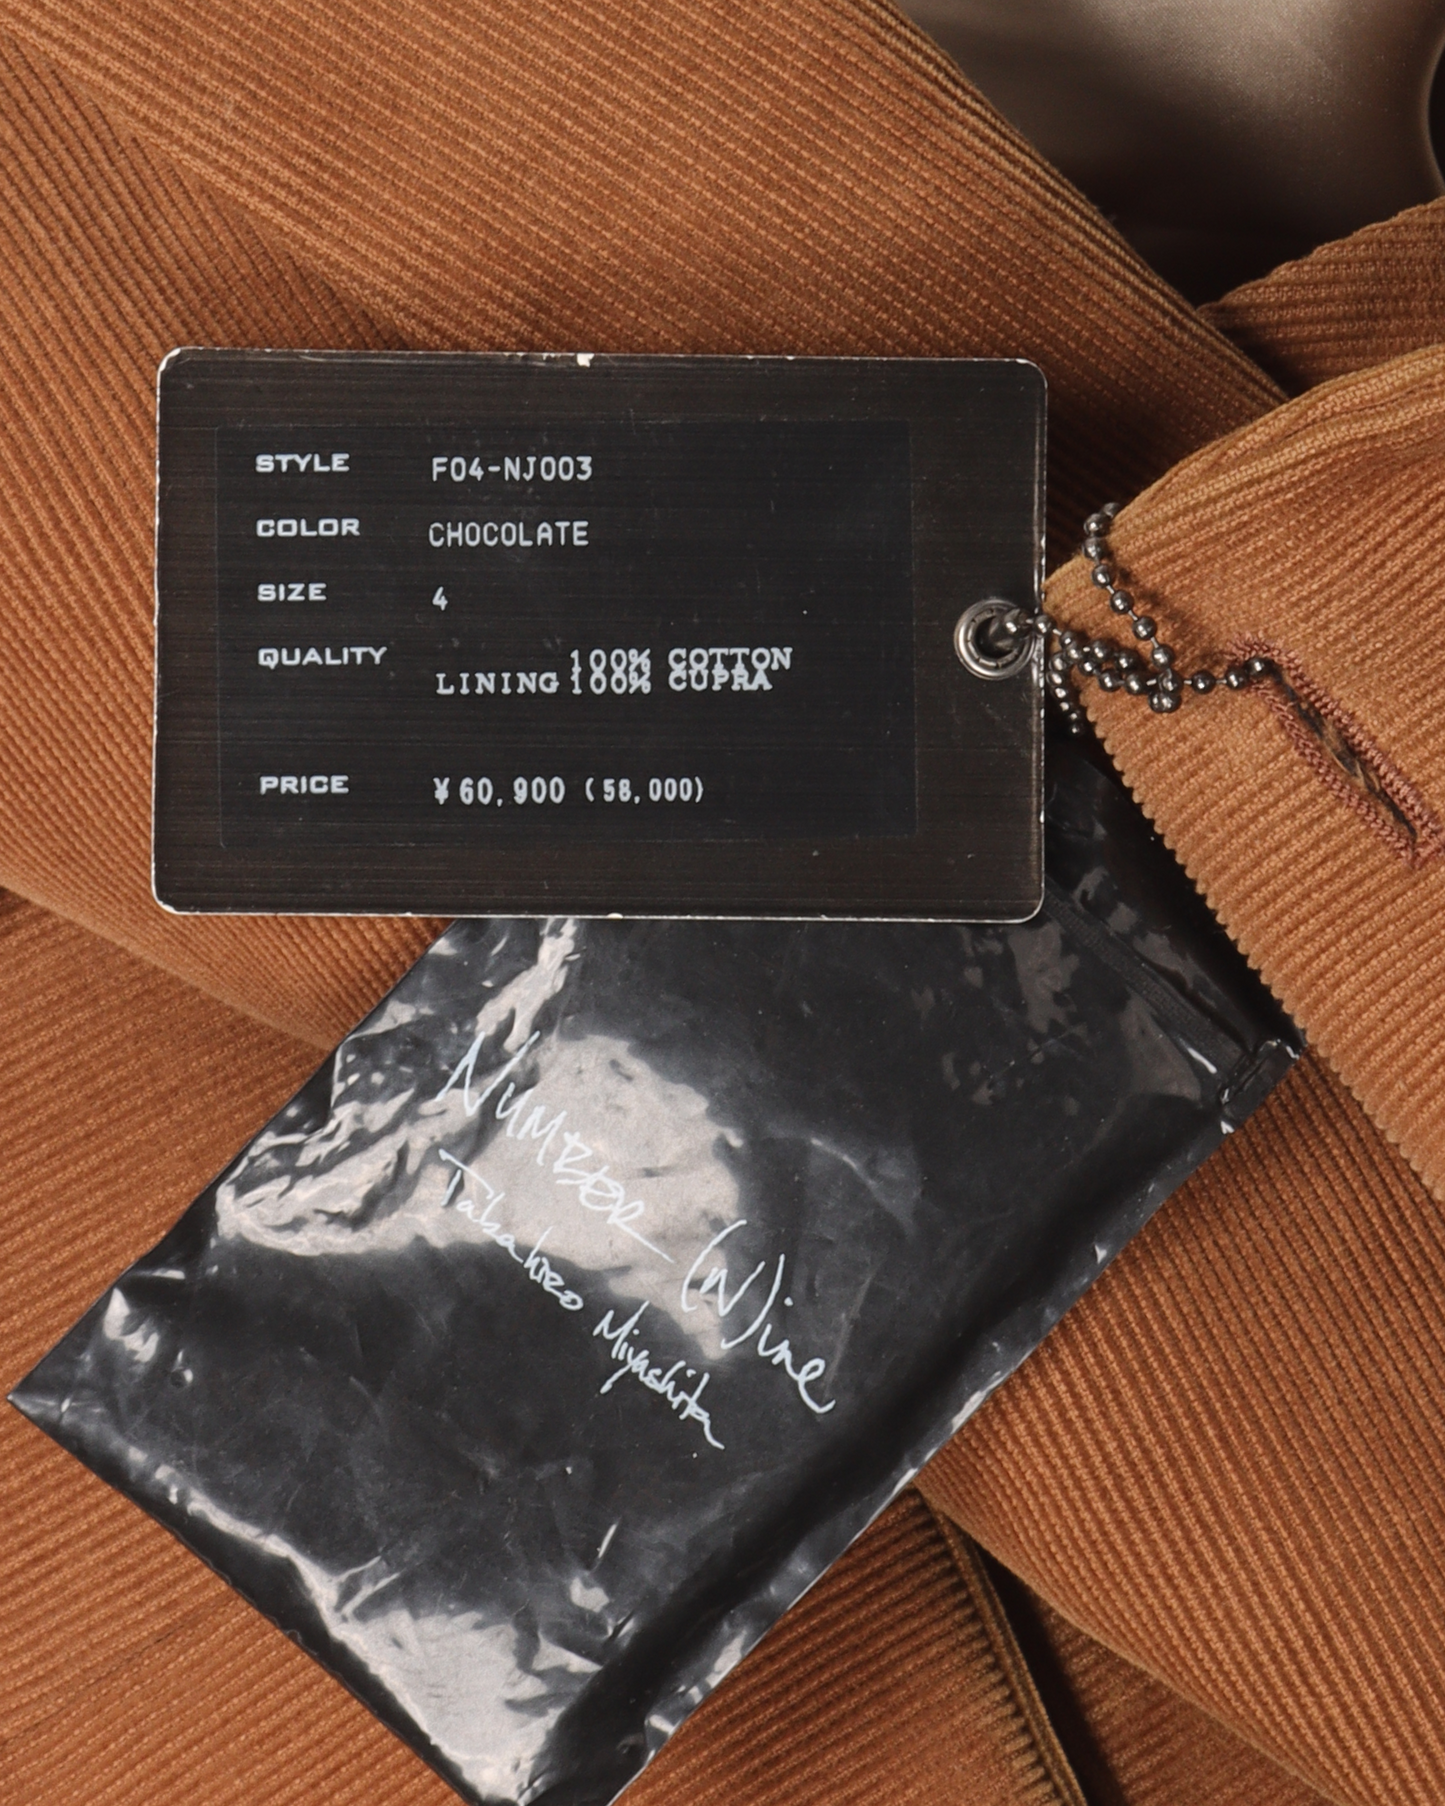 STYLE F04-NJ003
COLOR CHOCOLATE
SIZE 4
QUALITY 100% COTTON
LINING 100% CUPRA
PRICE ¥60,900 (58,000)
NUMBER (N)ine
Takahiro Miyashita